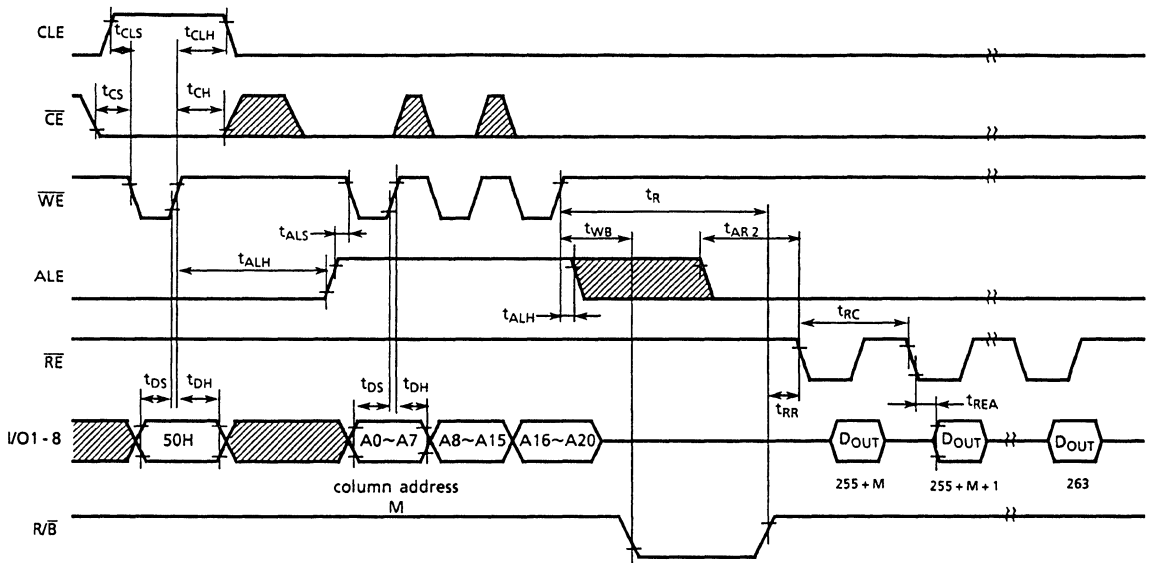 CLE
tCLS
tCLH
CE
tCS
tCH
WE
tR
tALS
tWB
tAR 2
tALH
ALE
tALH
tRC
RE
tDS
tDH
tDS
tDH
tRR
tREA
I/O1 - 8
50H
A0~A7
A8~A15
A16~A20
DOUT
DOUT
DOUT
255 + M
255 + M + 1
263
column address
M
R/B